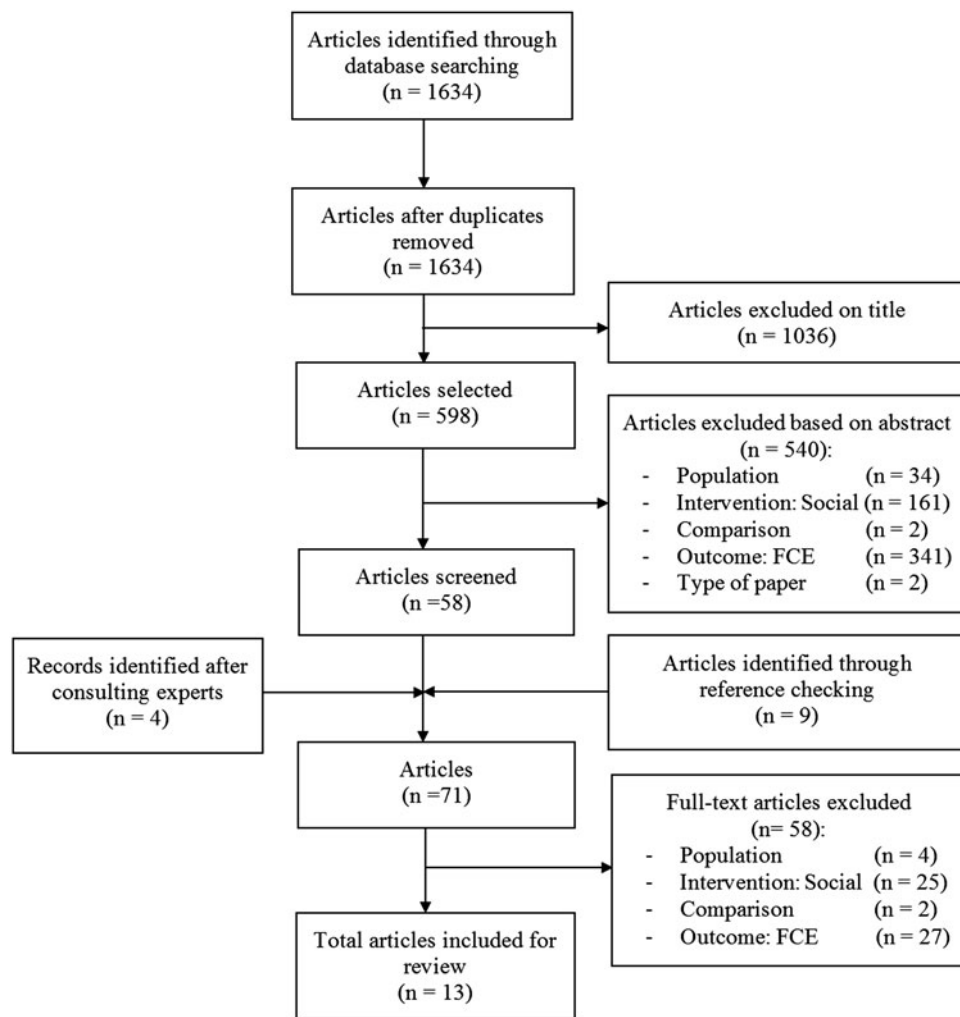 Articles identified through
database searching
(n = 1634)
Articles after duplicates
removed
(n = 1634)
Articles excluded on title
(n = 1036)
Articles selected
(n = 598)
Articles excluded based on abstract
(n = 540):
- Population (n = 34)
- Intervention: Social (n = 161)
- Comparison (n = 2)
- Outcome: FCE (n = 341)
- Type of paper (n = 2)
Articles screened
(n =58)
Records identified after
consulting experts
(n = 4)
Articles identified through
reference checking
(n = 9)
Articles
(n =71)
Full-text articles excluded
(n= 58):
- Population (n = 4)
- Intervention: Social (n = 25)
- Comparison (n = 2)
- Outcome: FCE (n = 27)
Total articles included for
review
(n = 13)